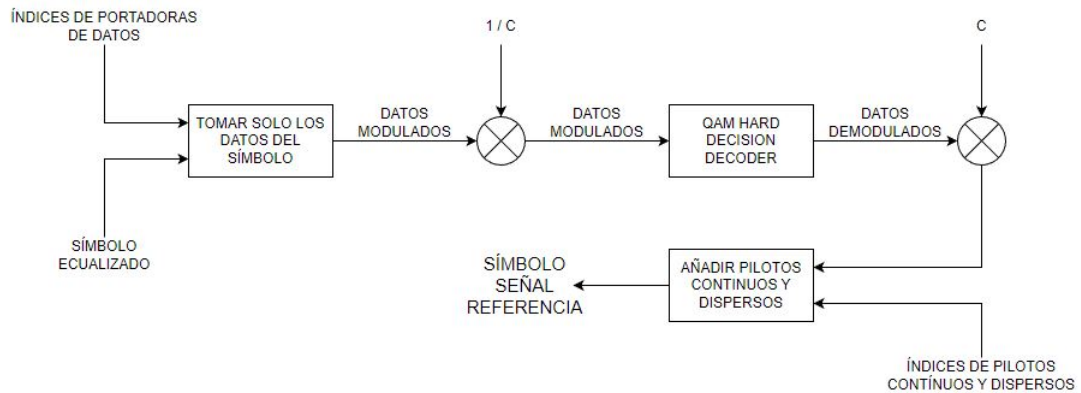 ÍNDICES DE PORTADORAS
DE DATOS
1 / C
C
TOMAR SOLO LOS
DATOS DEL
SÍMBOLO
DATOS
MODULADOS
DATOS
MODULADOS
QAM HARD
DECISION
DECODER
DATOS
DEMODULADOS
SÍMBOLO
ECUALIZADO
SÍMBOLO
SEÑAL
REFERENCIA
AÑADIR PILOTOS
CONTINUOS Y
DISPERSOS
ÍNDICES DE PILOTOS
CONTÍNUOS Y DISPERSOS